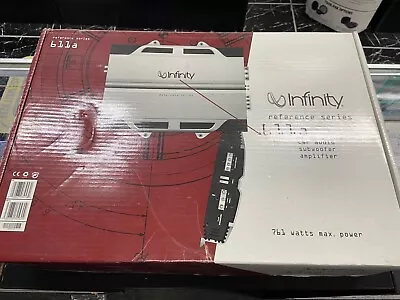 reference series
611a
Infinity
Infinity
reference series
611a
car audio
subwoofer
amplifier
761 watts max. power